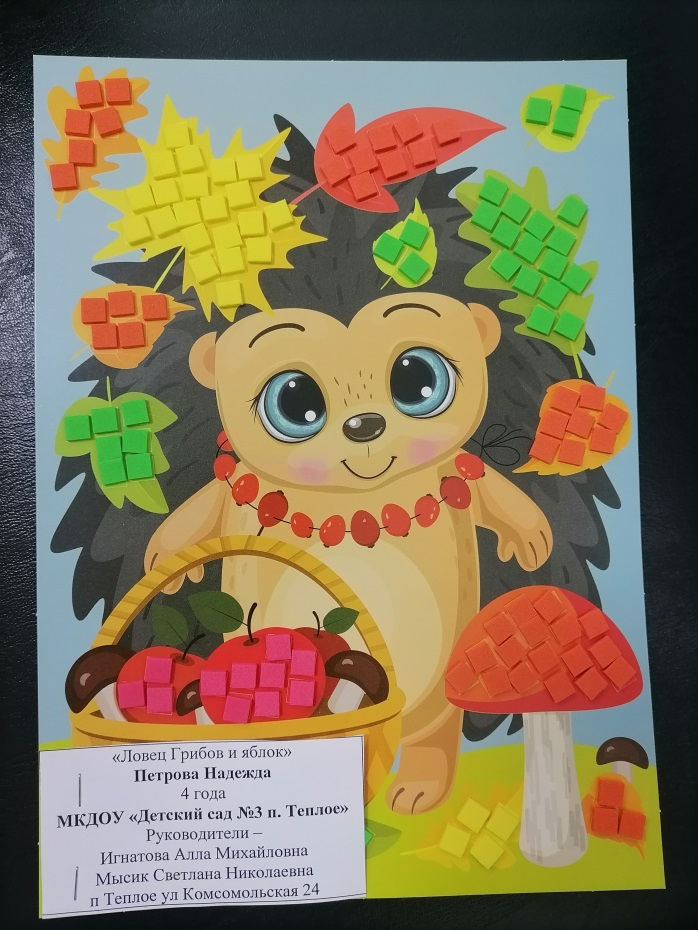 «Ловец Грибов и яблок»
Петрова Надежда
4 года
МКДОУ «Детский сад №3 п. Теплое»
Руководители –
Игнатова Алла Михайловна
Мысик Светлана Николаевна
п Теплое ул Комсомольская 24